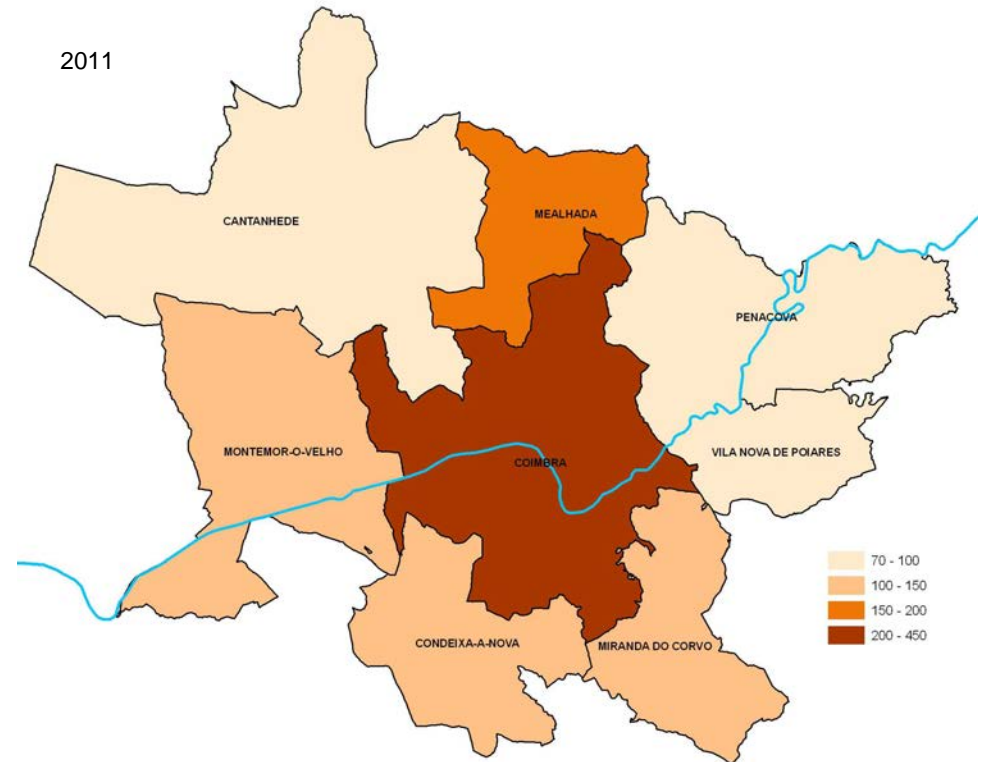 2011
CANTANHEDE
MEALHADA
PENACOVA
MONTEMOR-O-VELHO
COIMBRA
VILA NOVA DE POIARES
CONDEIXA-A-NOVA
MIRANDA DO CORVO
70 - 100
100 - 150
150 - 200
200 - 450